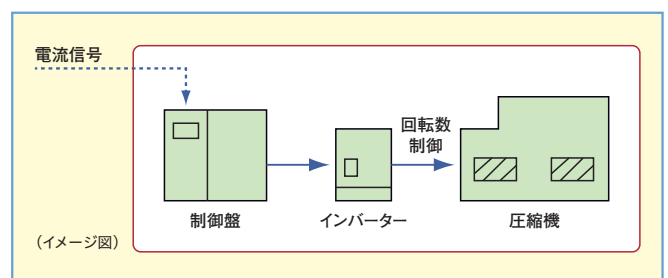 電流信号
回転数
制御
制御盤
インバーター
圧縮機
(イメージ図)